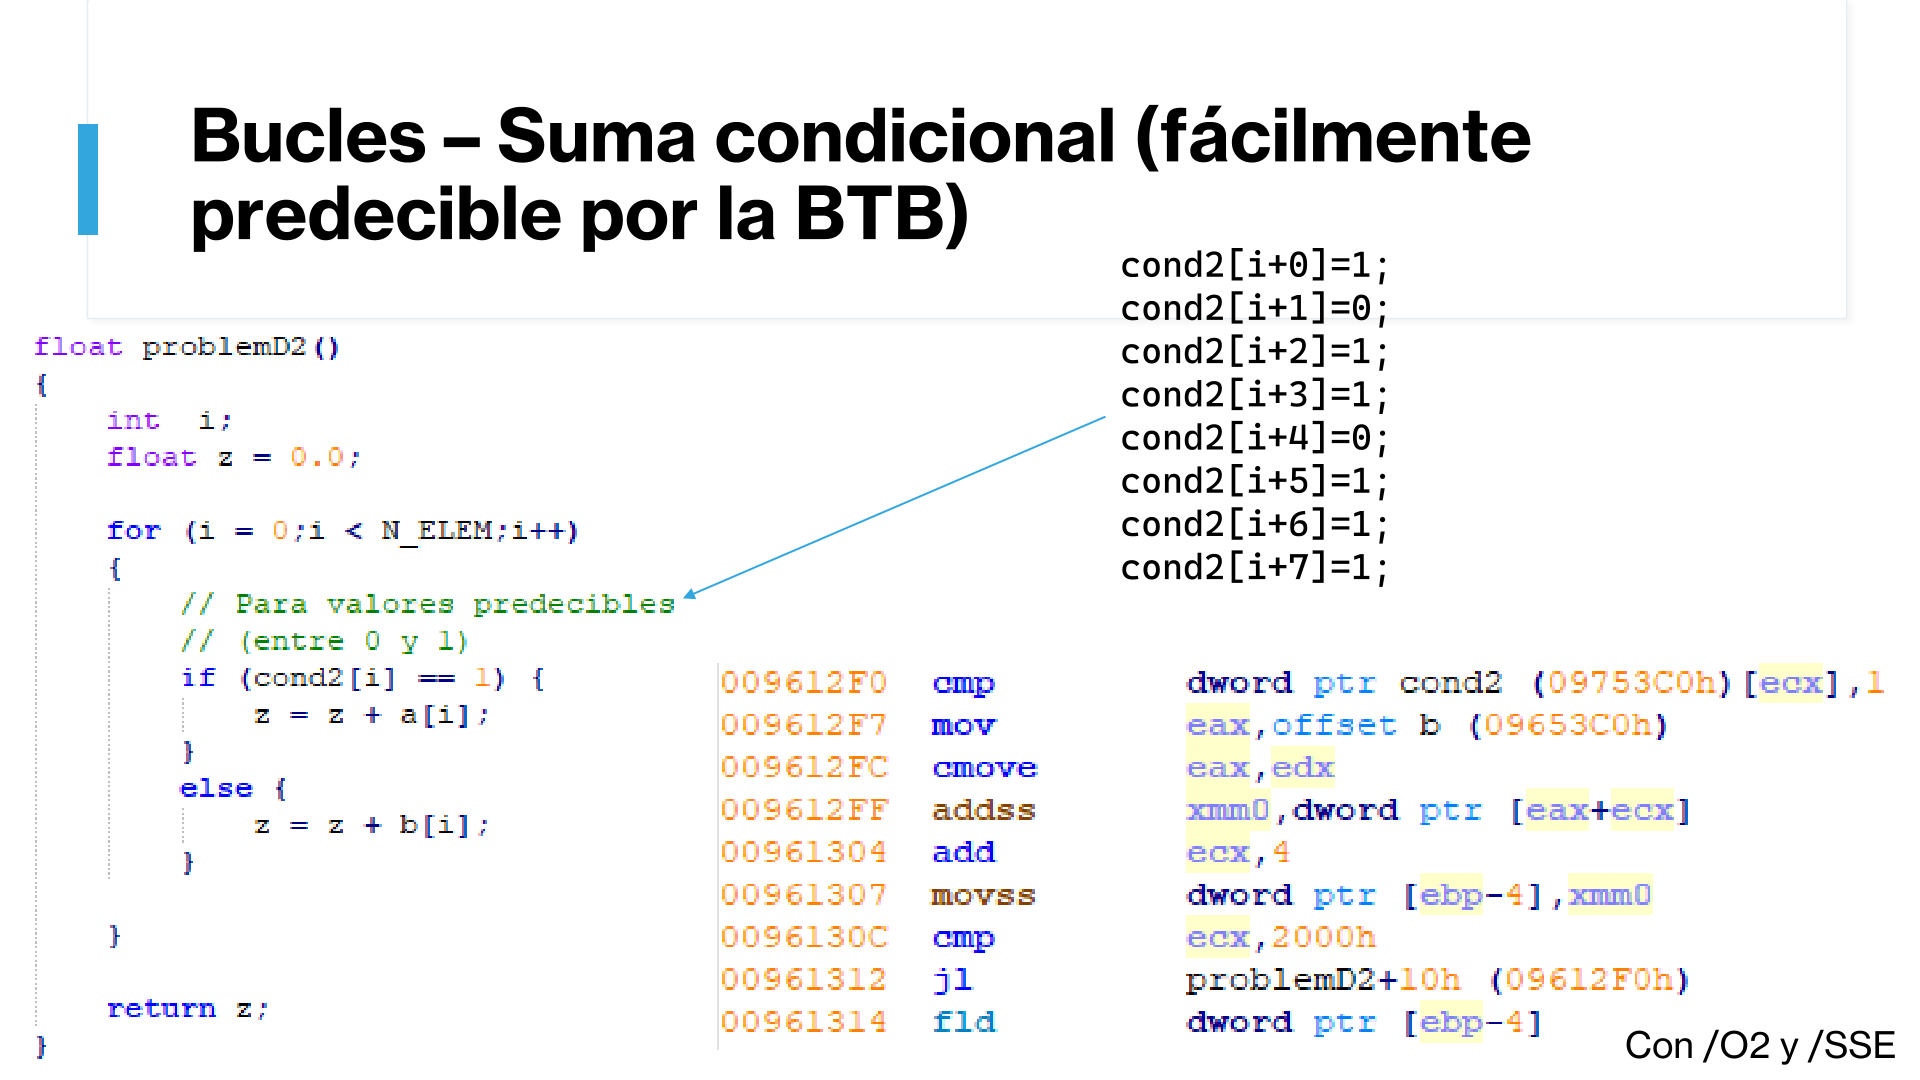 Bucles – Suma condicional (fácilmente
predecible por la BTB)
cond2[i+0]=1;
cond2[i+1]=0;
cond2[i+2]=1;
cond2[i+3]=1;
cond2[i+4]=0;
cond2[i+5]=1;
cond2[i+6]=1;
cond2[i+7]=1;
float problemD2()
{
int i;
float z = 0.0;
for (i = 0;i < N_ELEM;i++)
{
// Para valores predecibles
// (entre 0 y 1)
if (cond2[i] == 1) {
z = z + a[i];
}
else {
z = z + b[i];
}
}
return z;
}
009612F0 cmp dword ptr cond2 (09753C0h)[ecx],1
009612F7 mov eax,offset b (09653C0h)
009612FC cmove eax,edx
009612FF addss xmm0,dword ptr [eax+ecx]
00961304 add ecx,4
00961307 movss dword ptr [ebp-4],xmm0
0096130C cmp ecx,2000h
00961312 jl problemD2+10h (09612F0h)
00961314 fld dword ptr [ebp-4]
Con /O2 y /SSE